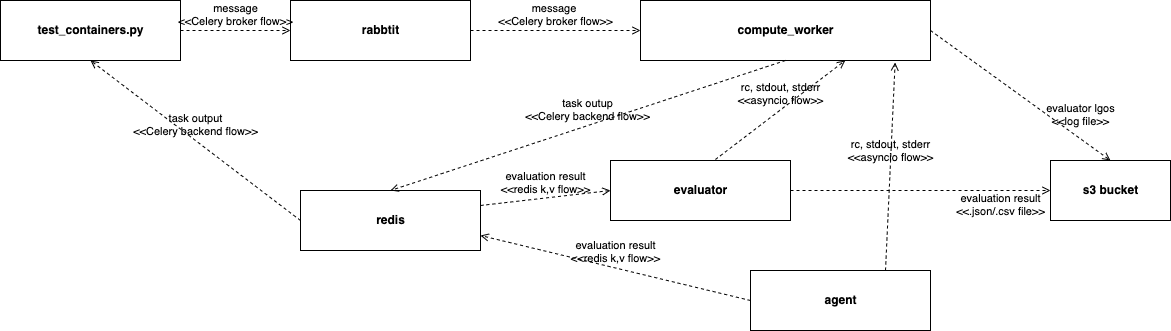 message
<<Celery broker flow>>
message
<<Celery broker flow>>
test_containers.py
rabbtit
compute_worker
rc, stdout, stderr
<<asyncio flow>>
task outup
<<Celery backend flow>>
evaluator lgos
<<log file>>
task output
<<Celery backend flow>>
rc, stdout, stderr
<<asyncio flow>>
evaluation result
<<redis k,v flow>>
evaluator
s3 bucket
evaluation result
<<.json/.csv file>>
redis
evaluation result
<<redis k,v flow>>
agent